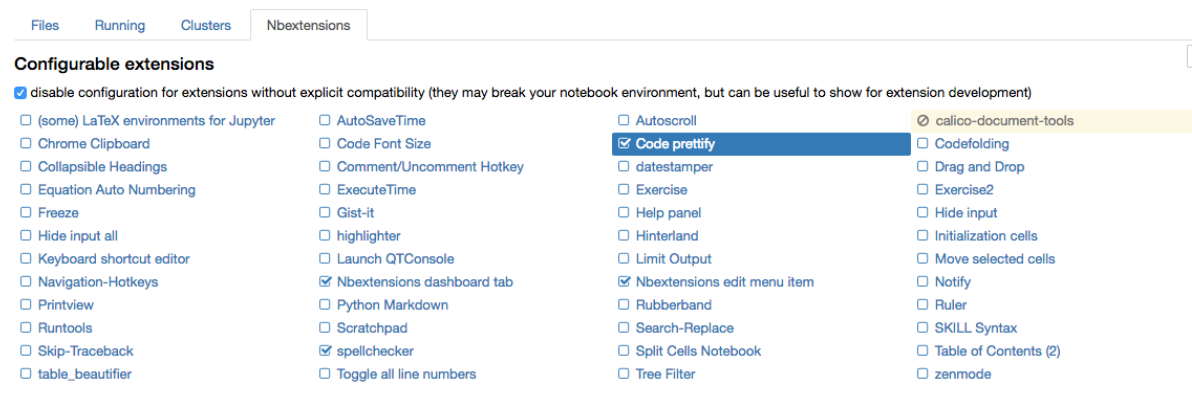 Files Running Clusters Nbextensions
Configurable extensions
disable configuration for extensions without explicit compatibility (they may break your notebook environment, but can be useful to show for extension development)
(some) LaTeX environments for Jupyter AutoSaveTime Autoscroll calico-document-tools
Chrome Clipboard Code Font Size Code prettify Codefolding
Collapsible Headings Comment/Uncomment Hotkey datestamper Drag and Drop
Equation Auto Numbering ExecuteTime Exercise Exercise2
Freeze Gist-it Help panel Hide input
Hide input all highlighter Hinterland Initialization cells
Keyboard shortcut editor Launch QTConsole Limit Output Move selected cells
Navigation-Hotkeys Nbextensions dashboard tab Nbextensions edit menu item Notify
Printview Python Markdown Rubberband Ruler
Runtools Scratchpad Search-Replace SKILL Syntax
Skip-Traceback spellchecker Split Cells Notebook Table of Contents (2)
table_beautifier Toggle all line numbers Tree Filter zenmode